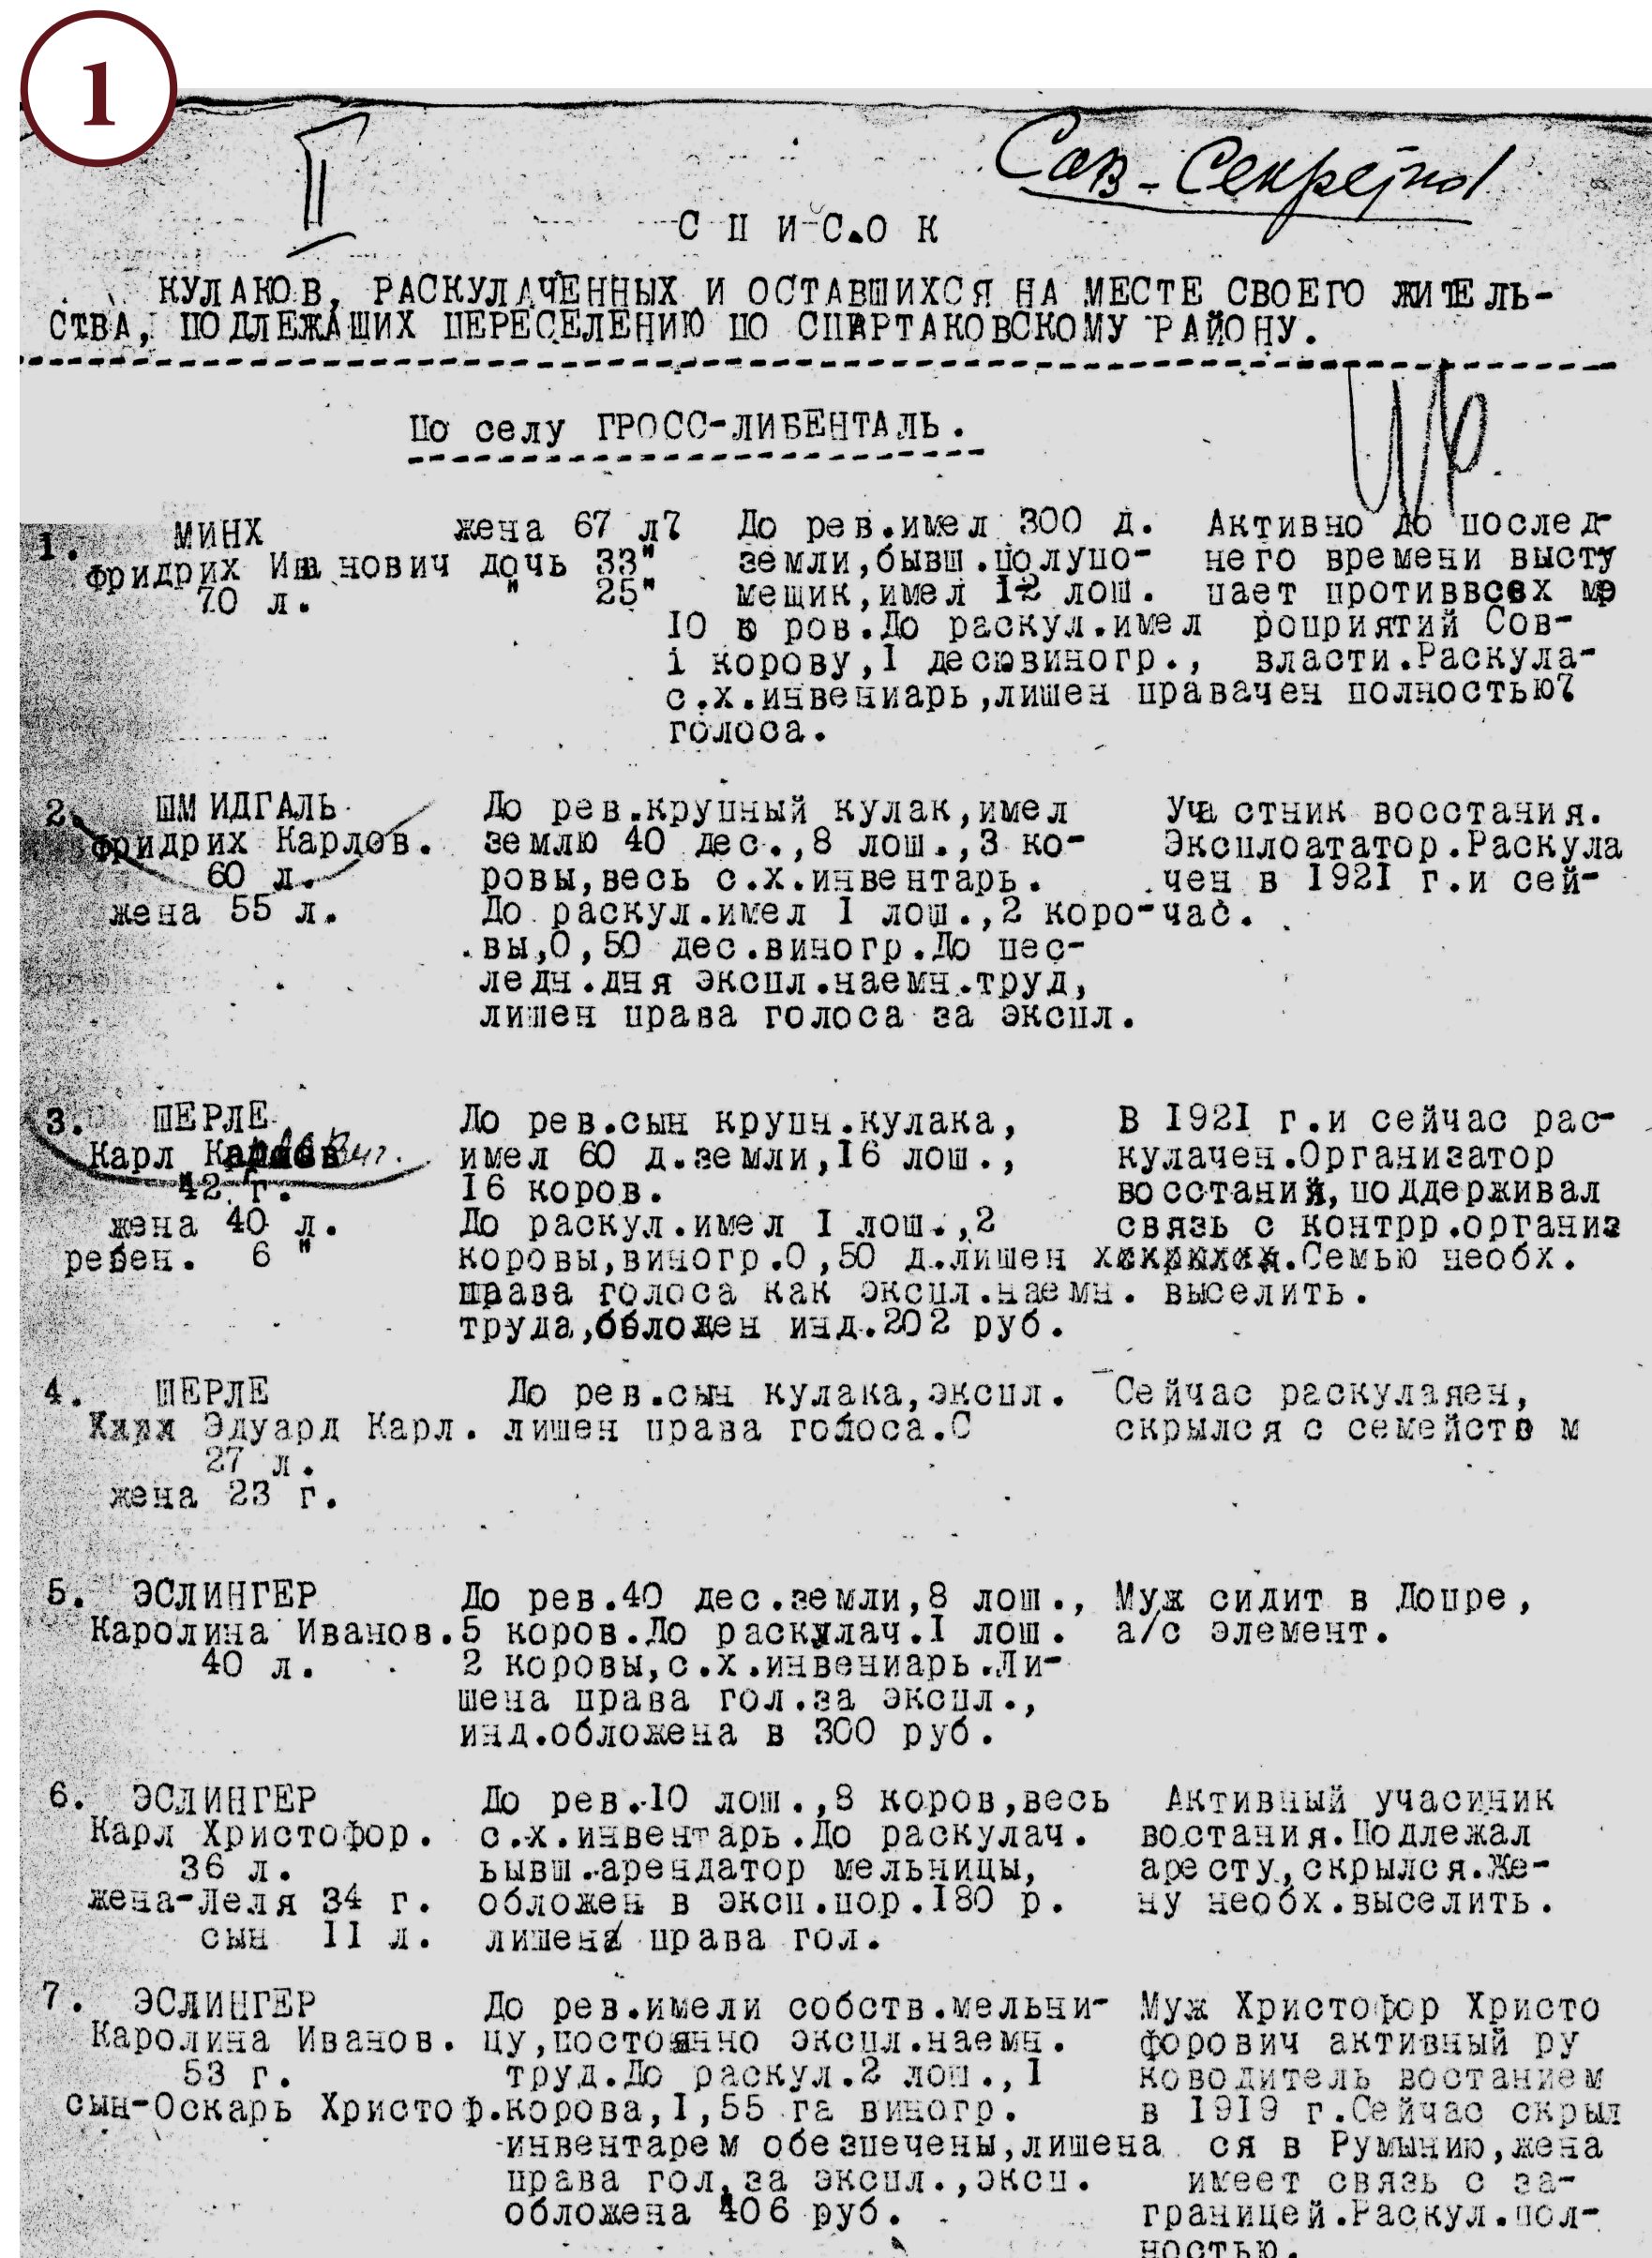 1
Сов-Секретно
С П И С О К
КУЛАКОВ, РАСКУЛАЧЕННЫХ И ОСТАВШИХСЯ НА МЕСТЕ СВОЕГО ЖИТЕЛЬ-
СТВА, ПОДЛЕЖАШИХ ПЕРЕСЕЛЕНИЮ ПО СПАРТАКОВСКОМУ РАЙОНУ.
По селу ГРОСС-ЛИБЕНТАЛЬ.
1. МИНХ жена 67 л7 До рев.имел 300 д. Активно до послед-
Фридрих Иванович дочь 33" земли,бывш.полупо- него времени высту
70 л. " 25" мещик,имел 12 лош. пает противвсех ме
10 коров.До раскул.имел роприятий Сов-
1 корову,1 десювиногр., власти.Раскула-
с.х.инвениарь,лишен правачен полностью7
голоса.
2. ШМИДГАЛЬ До рев.крупный кулак,имел Участник восстания.
Фридрих Карлов. землю 40 дес.,8 лош.,3 ко- Эксплоататор.Раскула
60 л. ровы,весь с.х.инвентарь. чен в 1921 г.и сей-
жена 55 л. До раскул.имел 1 лош.,2 коро-час.
вы,0,50 дес.виногр.До пес-
ледн.дня экспл.наемн.труд,
лишен права голоса за экспл.
3. ШЕРЛЕ До рев.сын крупн.кулака, В 1921 г.и сейчас рас-
Карл имел 60 д.земли,16 лош., кулачен.Организатор
42 г. 16 коров. восстания,поддерживал
жена 40 л. До раскул.имел 1 лош.,2 связь с контрр.организ
ребен. 6 " коровы,виногр.0,50 д.лишен .Семью необх.
права голоса как экспл.наемн. выселить.
труда,обложен инд.202 руб.
4. ШЕРЛЕ До рев.сын кулака,экспл. Сейчас раскулаяен,
Эдуард Карл. лишен права голоса.С скрылся с семейством
27 л.
жена 23 г.
5. ЭСЛИНГЕР До рев.40 дес.земли,8 лош., Муж сидит в Допре,
Каролина Иванов.5 коров.До раскулач.1 лош. а/с элемент.
40 л. 2 коровы,с.х.инвениарь.Ли-
шена права гол.за экспл.,
инд.обложена в 300 руб.
6. ЭСЛИНГЕР До рев.10 лош.,8 коров,весь Активный учасиник
Карл Христофор. с.х.инвентарь.До раскулач. востания.Подлежал
36 л. ьывш.арендатор мельницы, аресту,скрылся.Же-
жена-Леля 34 г. обложен в эксп.пор.180 р. ну необх.выселить.
сын 11 л. лишен права гол.
7. ЭСЛИНГЕР До рев.имели собств.мельни- Муж Христофор Христо
Каролина Иванов. цу,постоянно экспл.наемн. форович активный ру
53 г. труд.До раскул.2 лош.,1 ководитель востанием
сын-Оскарь Христоф.корова,1,55 га виногр. в 1919 г.Сейчас скрыл
инвентарем обезпечены,лишена ся в Румынию,жена
права гол.за экспл.,эксп. имеет связь с за-
обложена 406 руб. границей.Раскул.пол-
ностью.